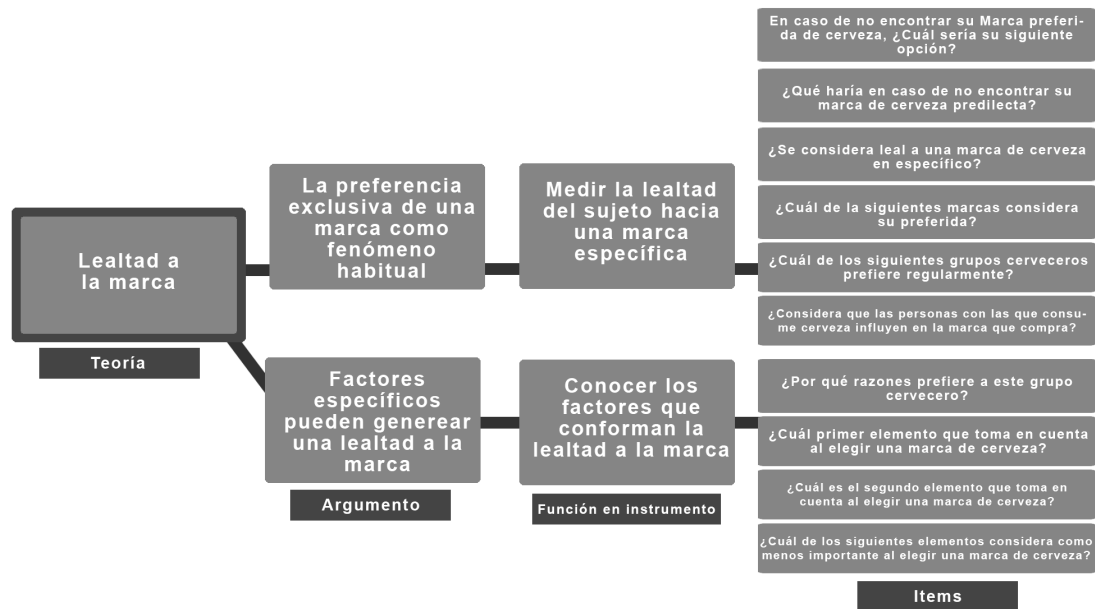 Lealtad a
la marca
Teoría
La preferencia
exclusiva de una
marca como
fenómeno
habitual
Factores
específicos
pueden generear
una lealtad a la
marca
Argumento
Medir la lealtad
del sujeto hacia
una marca
específica
Conocer los
factores que
conforman la
lealtad a la marca
Función en instrumento
En caso de no encontrar su Marca preferi-
da de cerveza, ¿Cuál sería su siguiente
opción?
¿Qué haría en caso de no encontrar su
marca de cerveza predilecta?
¿Se considera leal a una marca de cerveza
en específico?
¿Cuál de la siguientes marcas considera
su preferida?
¿Cuál de los siguientes grupos cerveceros
prefiere regularmente?
¿Considera que las personas con las que consu-
me cerveza influyen en la marca que compra?
¿Por qué razones prefiere a este grupo
cervecero?
¿Cuál primer elemento que toma en cuenta
al elegir una marca de cerveza?
¿Cuál es el segundo elemento que toma en
cuenta al elegir una marca de cerveza?
¿Cuál de los siguientes elementos considera como
menos importante al elegir una marca de cerveza?
Items